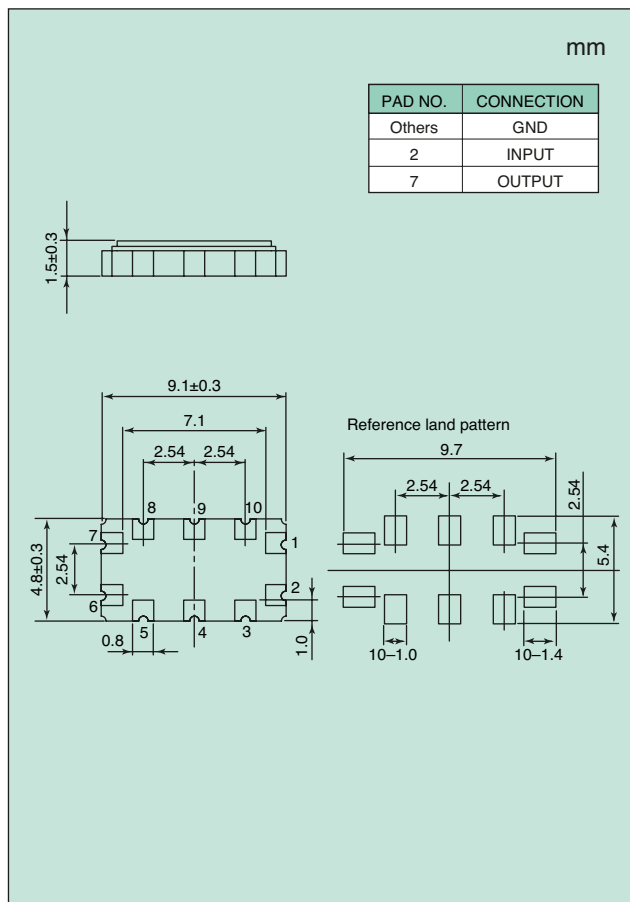 mm
PAD NO. CONNECTION
Others GND
2 INPUT
7 OUTPUT
1.5±0.3
9.1±0.3
7.1
2.54 2.54
8 9 10
7 1
4.8±0.3
2.54
6 2
5 4 3
0.8
1.0
Reference land pattern
9.7
2.54 2.54
2.54
5.4
10–1.0 10–1.4